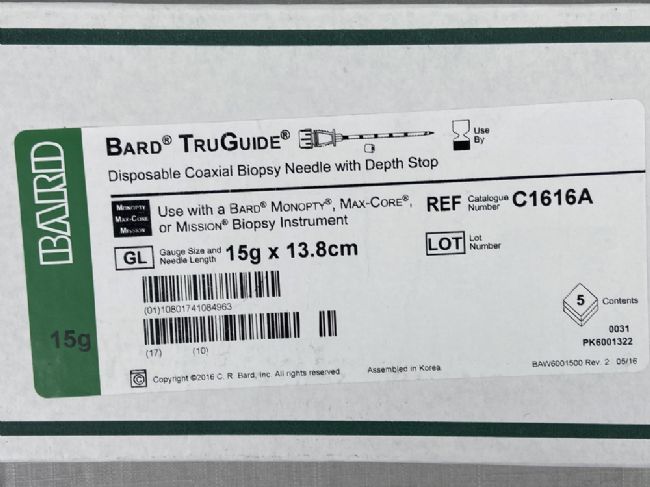 BARD
15g
BARD® TRUGUIDE®
Use By
Disposable Coaxial Biopsy Needle with Depth Stop
MONOPTY
MAX-CORE
MISSION
Use with a BARD® MONOPTY®, MAX-CORE®,
or MISSION® Biopsy Instrument
REF Catalogue Number C1616A
GL Gauge Size and Needle Length 15g x 13.8cm
LOT Lot Number
(01)10801741084963
5 Contents
(17) (10)
0031
PK6001322
Copyright ©2016 C. R. Bard, Inc. All rights reserved
Assembled in Korea
BAW6001500 Rev. 2 05/16